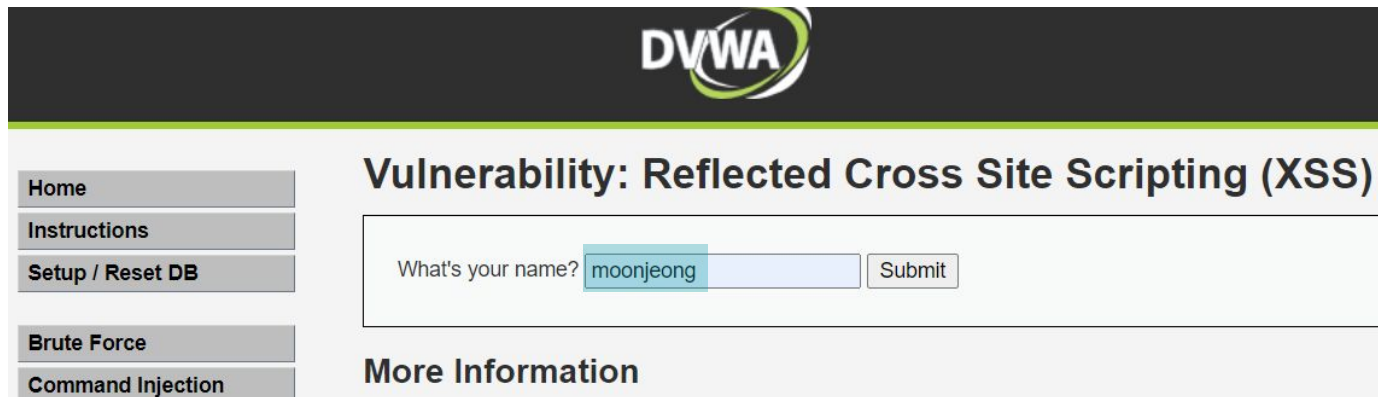 DVWA
Home
Instructions
Setup / Reset DB
Brute Force
Command Injection
Vulnerability: Reflected Cross Site Scripting (XSS)
What's your name? moonjeong Submit
More Information